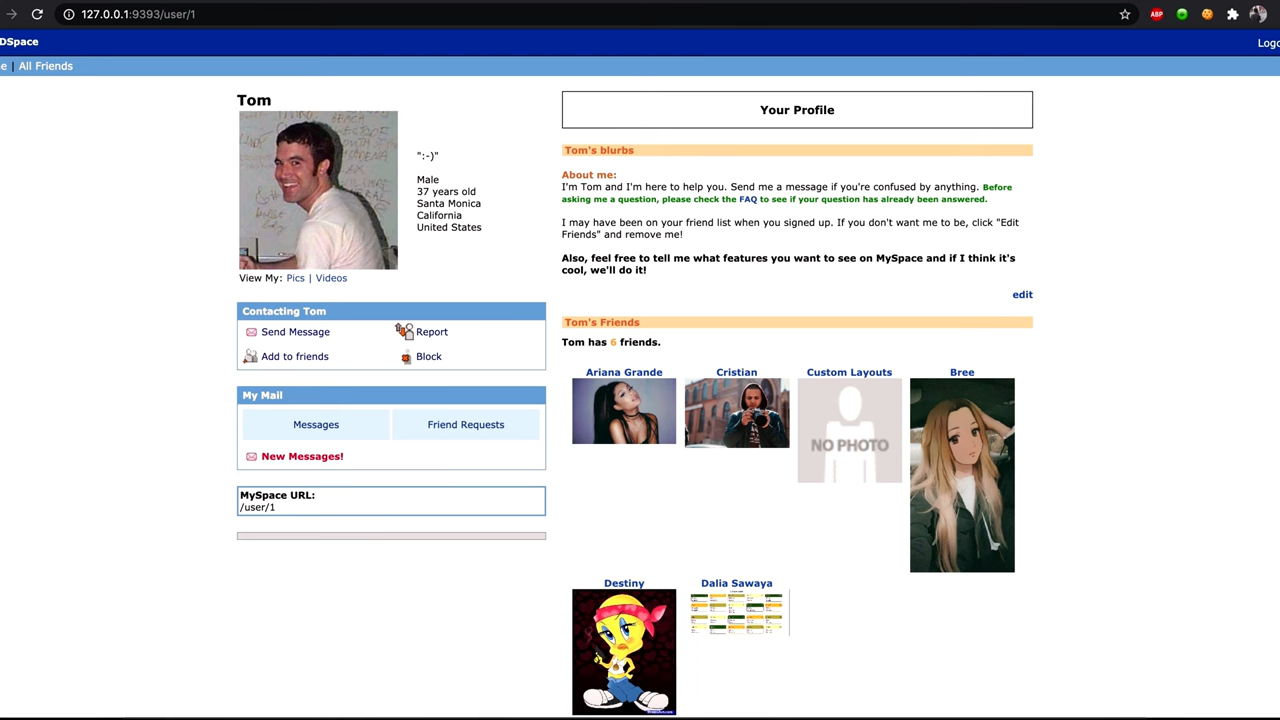 127.0.0.1:9393/user/1
ABP
DSpace
Logo
e | All Friends
Tom
":-)"
Male
37 years old
Santa Monica
California
United States
View My: Pics | Videos
Contacting Tom
Send Message
Report
Add to friends
Block
My Mail
Messages
Friend Requests
New Messages!
MySpace URL:
/user/1
Your Profile
Tom's blurbs
About me:
I'm Tom and I'm here to help you. Send me a message if you're confused by anything. Before
asking me a question, please check the FAQ to see if your question has already been answered.
I may have been on your friend list when you signed up. If you don't want me to be, click "Edit
Friends" and remove me!
Also, feel free to tell me what features you want to see on MySpace and if I think it's
cool, we'll do it!
edit
Tom's Friends
Tom has 6 friends.
Ariana Grande
Cristian
Custom Layouts
Bree
NO PHOTO
Destiny
Dalia Sawaya